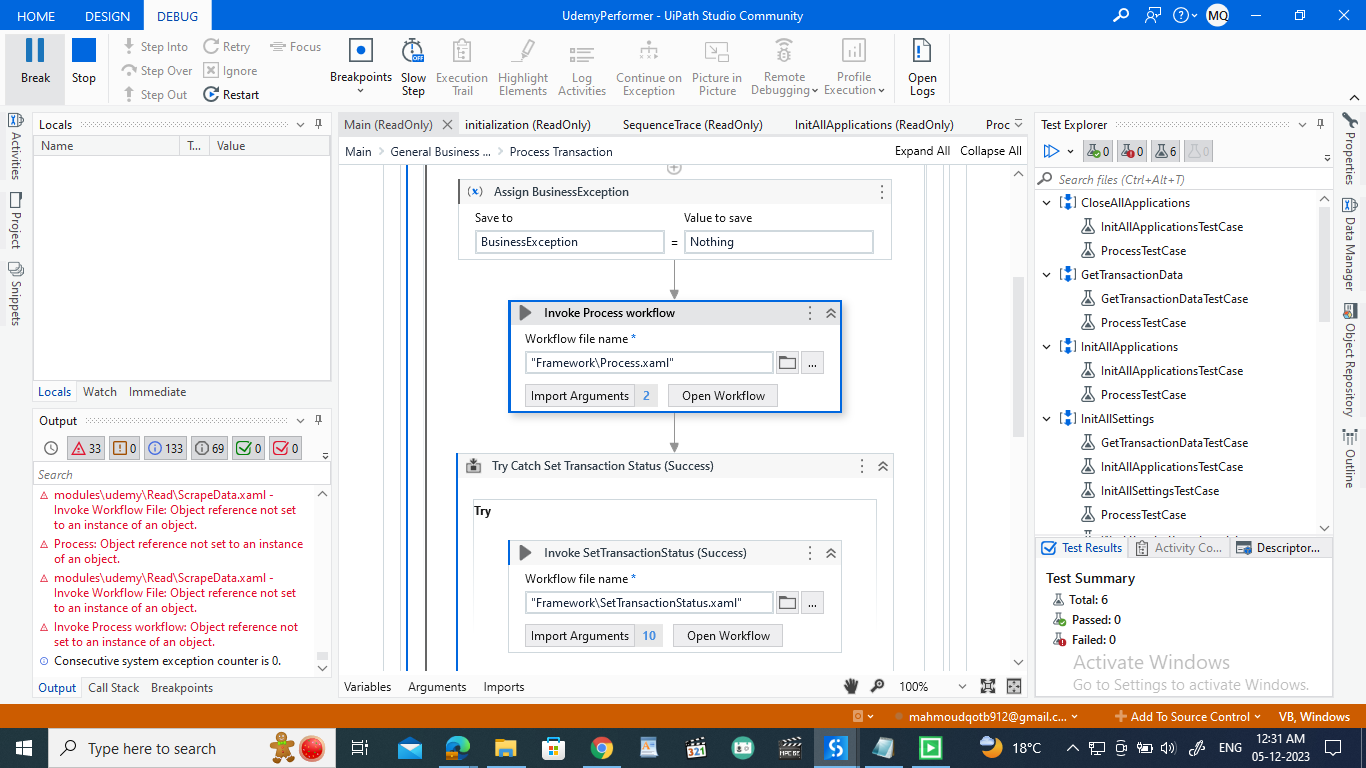 HOME DESIGN DEBUG UdemyPerformer - UiPath Studio Community MQ
Break Stop
Step Into Retry Focus
Step Over Ignore
Step Out Restart
Breakpoints Slow Step Execution Trail Highlight Elements Log Activities Continue on Exception Picture in Picture Remote Debugging Profile Execution Open Logs
OFF
Activities
Project
Snippets
Locals
Name T... Value
Locals Watch Immediate
Output
33 0 133 69 0 0
Search
modules\udemy\Read\ScrapeData.xaml -
Invoke Workflow File: Object reference not set
to an instance of an object.
Process: Object reference not set to an instance
of an object.
modules\udemy\Read\ScrapeData.xaml -
Invoke Workflow File: Object reference not set
to an instance of an object.
Invoke Process workflow: Object reference not
set to an instance of an object.
Consecutive system exception counter is 0.
Output Call Stack Breakpoints
Main (ReadOnly) initialization (ReadOnly) SequenceTrace (ReadOnly) InitAllApplications (ReadOnly) Proc
Main General Business ... Process Transaction Expand All Collapse All
(x) Assign BusinessException
Save to Value to save
BusinessException = Nothing
Invoke Process workflow
Workflow file name *
"Framework\Process.xaml" ...
Import Arguments 2 Open Workflow
Try Catch Set Transaction Status (Success)
Try
Invoke SetTransactionStatus (Success)
Workflow file name *
"Framework\SetTransactionStatus.xaml" ...
Import Arguments 10 Open Workflow
Variables Arguments Imports 100%
Test Explorer
0 0 6 0
Search files (Ctrl+Alt+T)
CloseAllApplications
InitAllApplicationsTestCase
ProcessTestCase
GetTransactionData
GetTransactionDataTestCase
ProcessTestCase
InitAllApplications
InitAllApplicationsTestCase
ProcessTestCase
InitAllSettings
GetTransactionDataTestCase
InitAllApplicationsTestCase
InitAllSettingsTestCase
ProcessTestCase
Test Results Activity Co... Descriptor...
Test Summary
Total: 6
Passed: 0
Failed: 0
Activate Windows
Go to Settings to activate Windows.
Properties
Data Manager
Object Repository
Outline
mahmoudqotb912@gmail.c... Add To Source Control VB, Windows
Type here to search 321 18°C ENG 12:31 AM
05-12-2023